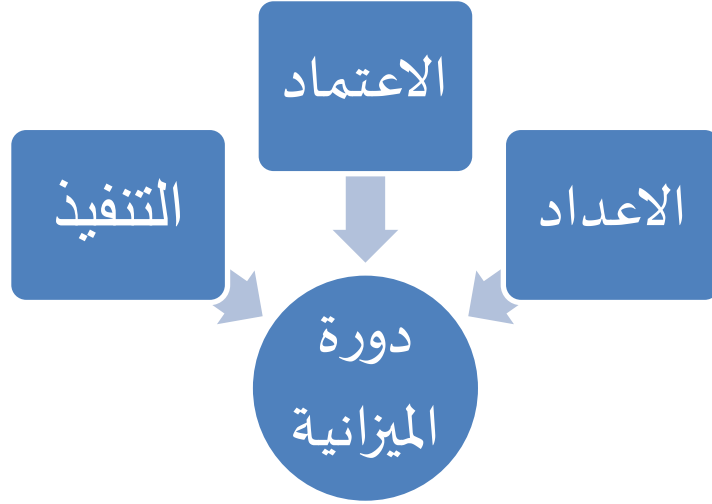 الاعتماد
الاعداد
التنفيذ
دورة
الميزانية